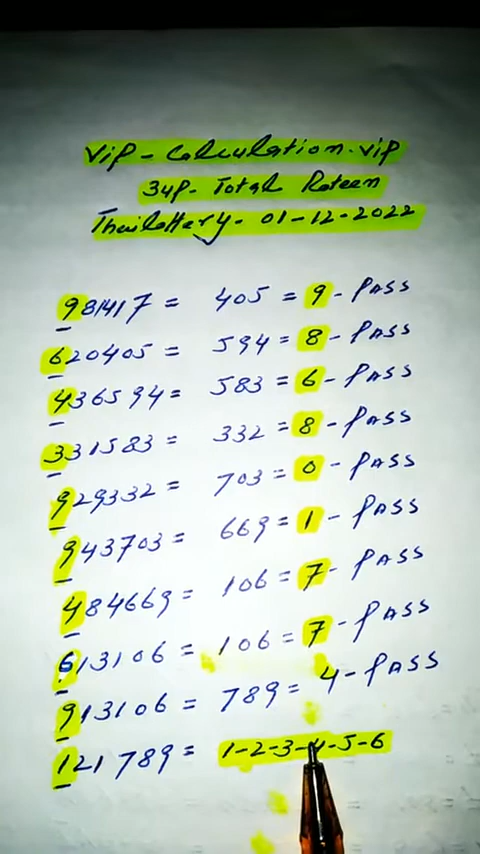 Vip - Calculation.vip
3UP - Total Roteen
Thailottery - 01-12-2022
981417 = 405 = 9 - PASS
620405 = 594 = 8 - PASS
436594 = 583 = 6 - PASS
331583 = 332 = 8 - PASS
929332 = 703 = 0 - PASS
943703 = 669 = 1 - PASS
484669 = 106 = 7 - PASS
613106 = 106 = 7 - PASS
913106 = 789 = 4 - PASS
121789 = 1-2-3-4-5-6